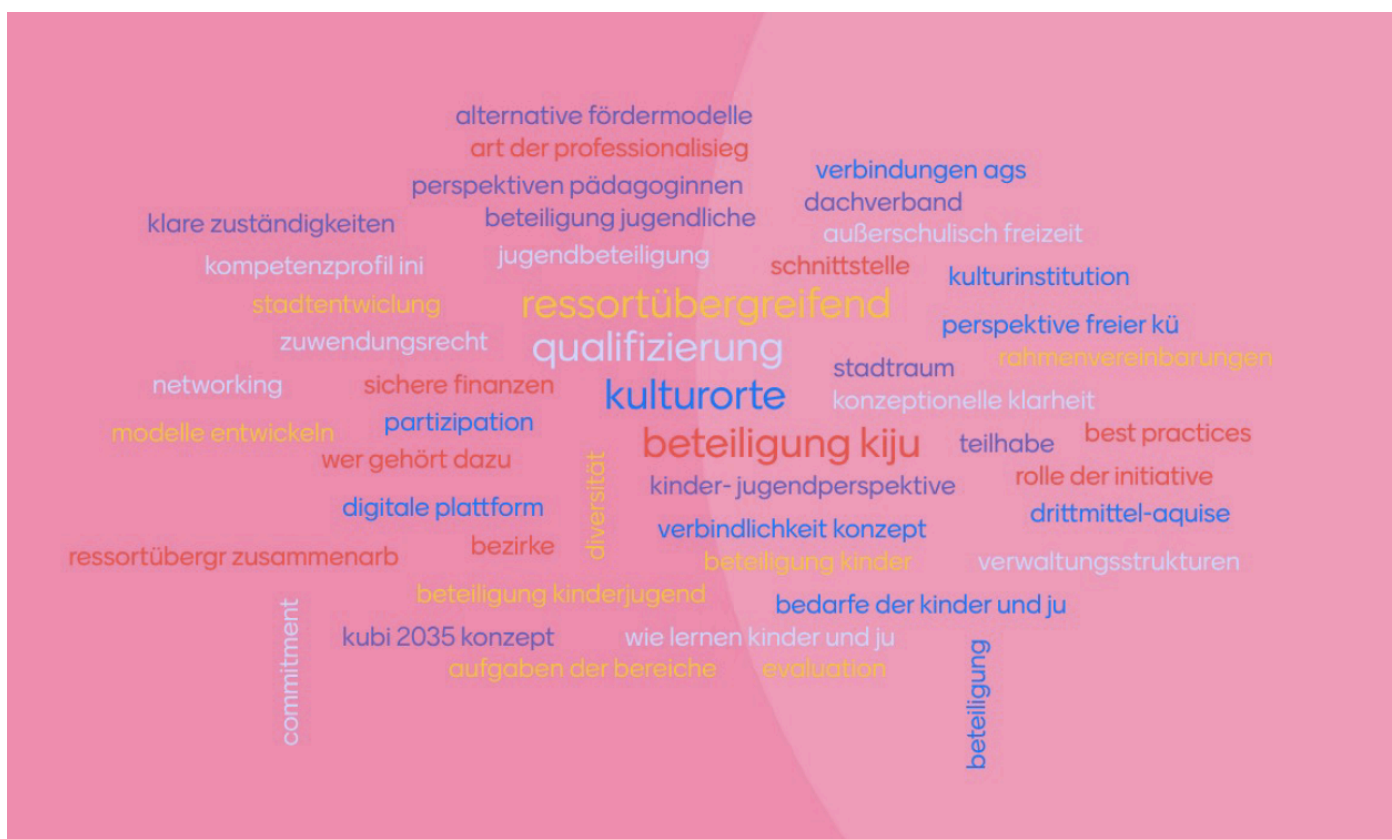 alternative fördermodelle
art der professionalisieg
verbindungen ags
perspektiven pädagoginnen
dachverband
klare zuständigkeiten
beteiligung jugendliche
außerschulisch freizeit
kompetenzprofil ini
jugendbeteiligung
schnittstelle
kulturinstitution
stadtentwiclung
ressortübergreifend
perspektive freier kü
zuwendungsrecht
qualifizierung
rahmenvereinbarungen
stadtraum
networking
sichere finanzen
kulturorte
konzeptionelle klarheit
modelle entwickeln
partizipation
beteiligung kiju
teilhabe
best practices
wer gehört dazu
diversität
kinder- jugendperspektive
rolle der initiative
digitale plattform
verbindlichkeit konzept
drittmittel-aquise
ressortübergr zusammenarb
bezirke
beteiligung kinder
verwaltungsstrukturen
beteiligung kinderjugend
bedarfe der kinder und ju
commitment
kubi 2035 konzept
wie lernen kinder und ju
beteiligung
aufgaben der bereiche
evaluation